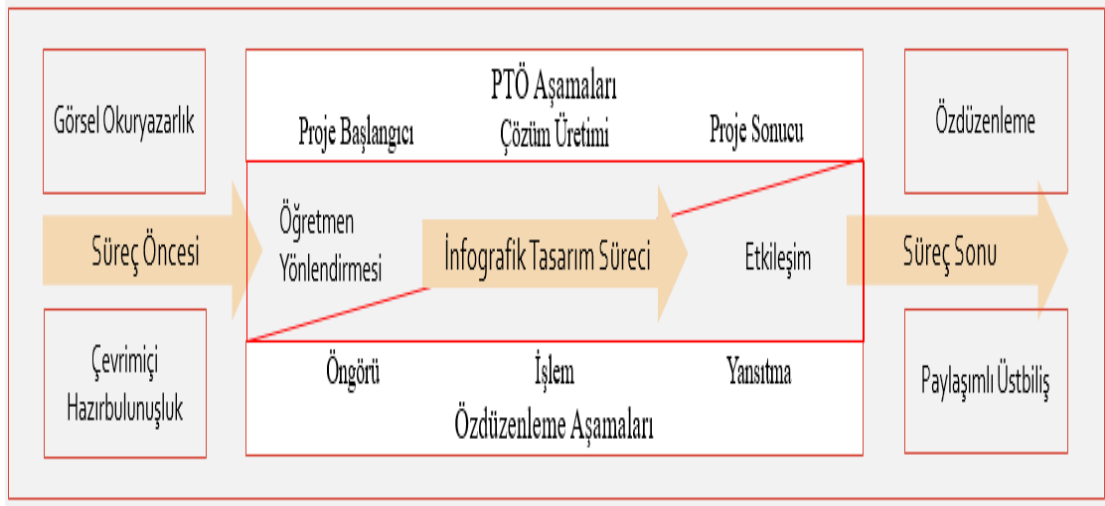 Görsel Okuryazarlık
Süreç Öncesi
Çevrimiçi
Hazırbulunuşluk
PTÖ Aşamaları
Proje Başlangıcı
Çözüm Üretimi
Proje Sonucu
Öğretmen
Yönlendirmesi
İnfografik Tasarım Süreci
Etkileşim
Öngörü
İşlem
Yansıtma
Özdüzenleme Aşamaları
Özdüzenleme
Süreç Sonu
Paylaşımlı Üstbiliş